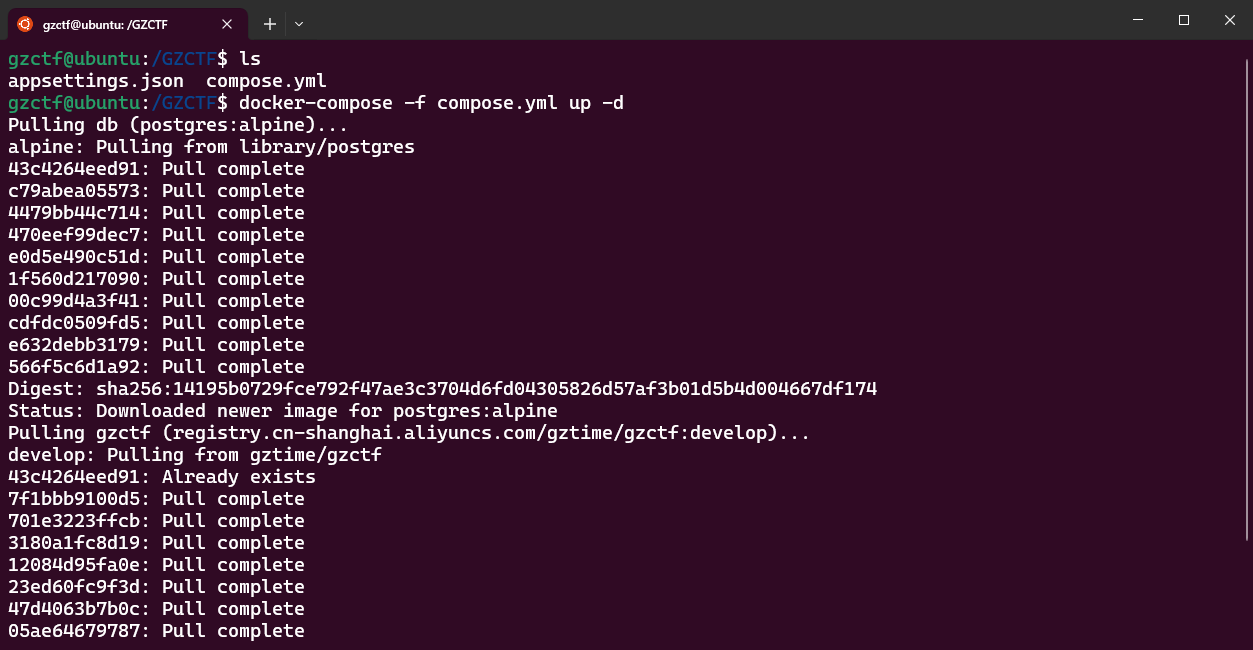 gzctf@ubuntu: /GZCTF
gzctf@ubuntu:/GZCTF$ ls
appsettings.json  compose.yml
gzctf@ubuntu:/GZCTF$ docker-compose -f compose.yml up -d
Pulling db (postgres:alpine)...
alpine: Pulling from library/postgres
43c4264eed91: Pull complete
c79abea05573: Pull complete
4479bb44c714: Pull complete
470eef99dec7: Pull complete
e0d5e490c51d: Pull complete
1f560d217090: Pull complete
00c99d4a3f41: Pull complete
cdfdc0509fd5: Pull complete
e632debb3179: Pull complete
566f5c6d1a92: Pull complete
Digest: sha256:14195b0729fce792f47ae3c3704d6fd04305826d57af3b01d5b4d004667df174
Status: Downloaded newer image for postgres:alpine
Pulling gzctf (registry.cn-shanghai.aliyuncs.com/gztime/gzctf:develop)...
develop: Pulling from gztime/gzctf
43c4264eed91: Already exists
7f1bbb9100d5: Pull complete
701e3223ffcb: Pull complete
3180a1fc8d19: Pull complete
12084d95fa0e: Pull complete
23ed60fc9f3d: Pull complete
47d4063b7b0c: Pull complete
05ae64679787: Pull complete